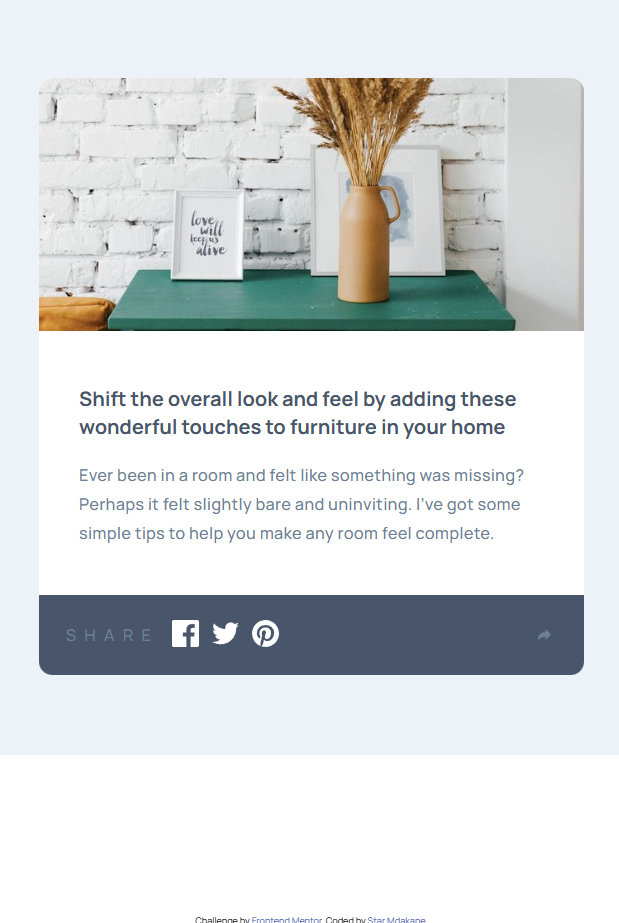 love
will
keep us
alive
Shift the overall look and feel by adding these
wonderful touches to furniture in your home
Ever been in a room and felt like something was missing?
Perhaps it felt slightly bare and uninviting. I’ve got some
simple tips to help you make any room feel complete.
SHARE
Challenge by Frontend Mentor. Coded by Star Mdakane.